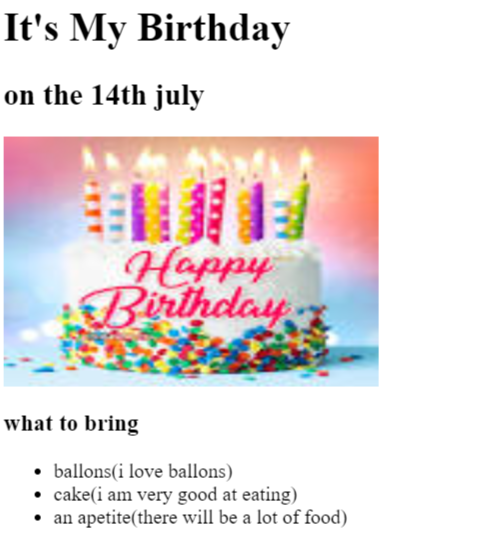 It's My Birthday
on the 14th july
Happy
Birthday
what to bring
ballons(i love ballons)
cake(i am very good at eating)
an apetite(there will be a lot of food)